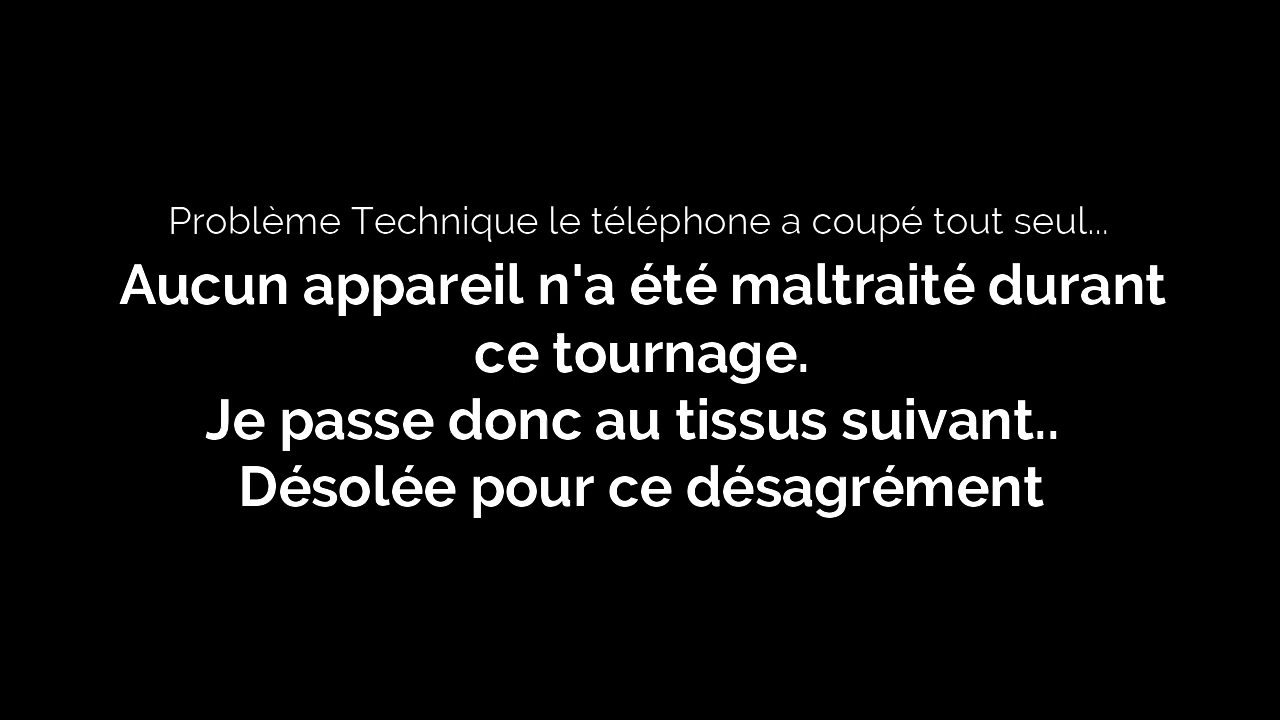 Problème Technique le téléphone a coupé tout seul...
Aucun appareil n'a été maltraité durant
ce tournage.
Je passe donc au tissus suivant..
Désolée pour ce désagrément